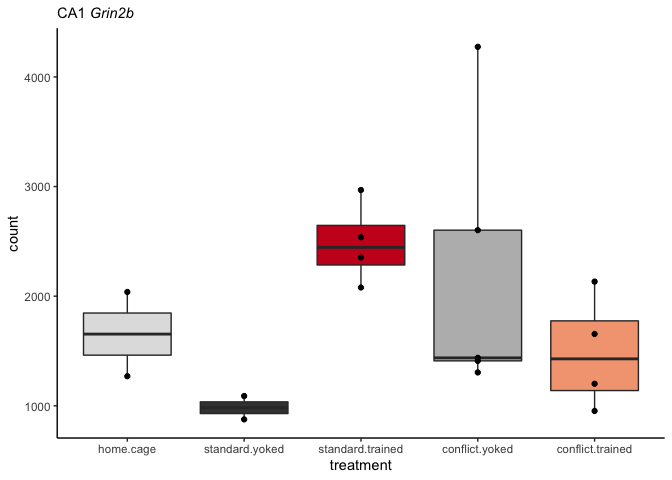 CA1 Grin2b
4000
3000
2000
1000
count
home.cage
standard.yoked
standard.trained
conflict.yoked
conflict.trained
treatment